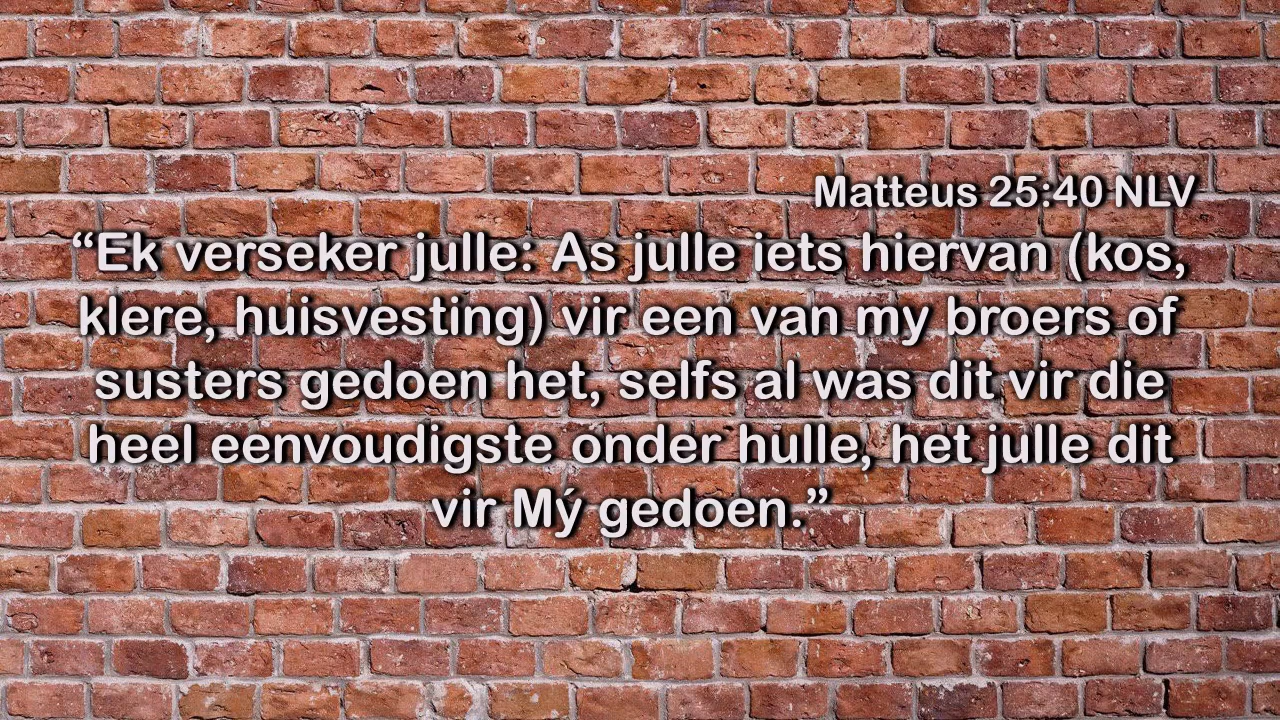 Matteus 25:40 NLV
“Ek verseker julle: As julle iets hiervan (kos,
klere, huisvesting) vir een van my broers of
susters gedoen het, selfs al was dit vir die
heel eenvoudigste onder hulle, het julle dit
vir Mý gedoen.”